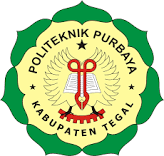 POLITEKNIK PURBAYA
KABUPATEN TEGAL